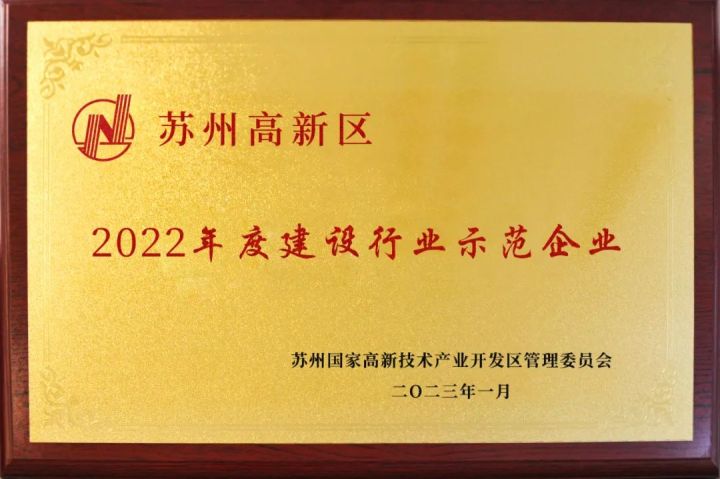 苏州高新区
2022年度建设行业示范企业
苏州国家高新技术产业开发区管理委员会
二〇二三年一月